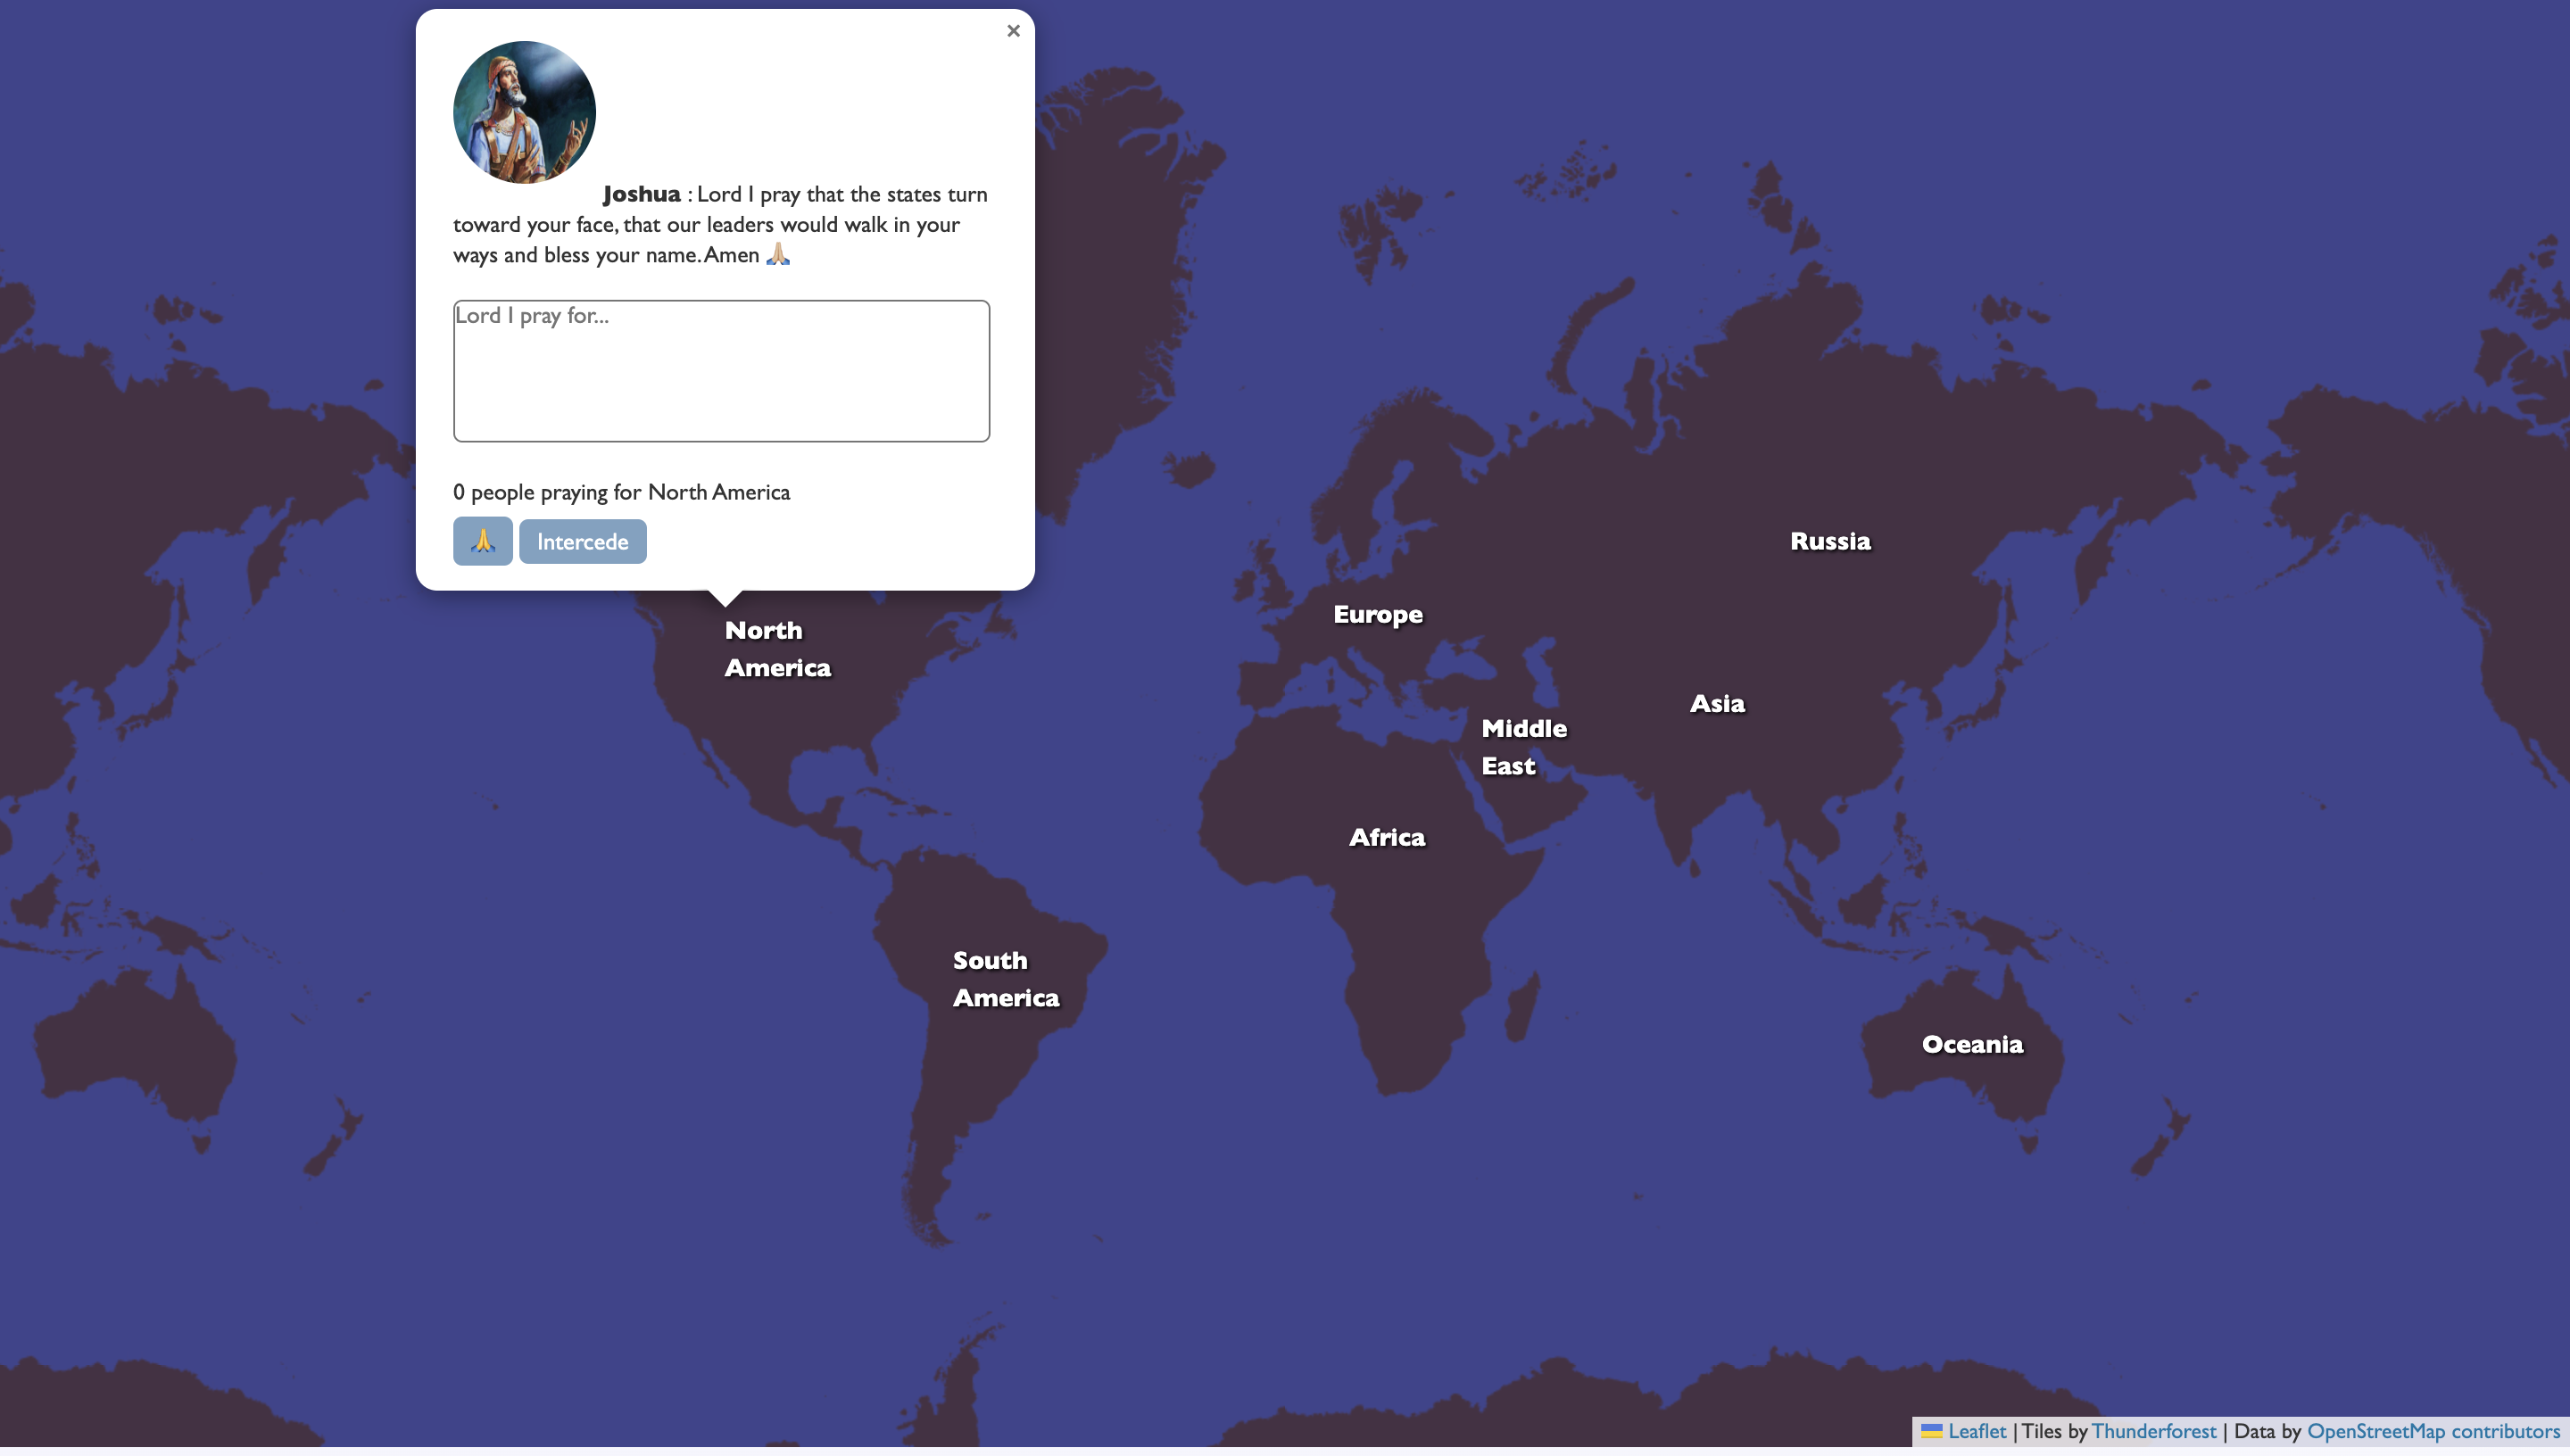 ×
Joshua : Lord I pray that the states turn
toward your face, that our leaders would walk in your
ways and bless your name. Amen 🙏🏼
Lord I pray for...
0 people praying for North America
🙏 Intercede
North
America
Russia
Europe
Asia
Middle
East
Africa
South
America
Oceania
Leaflet | Tiles by Thunderforest | Data by OpenStreetMap contributors